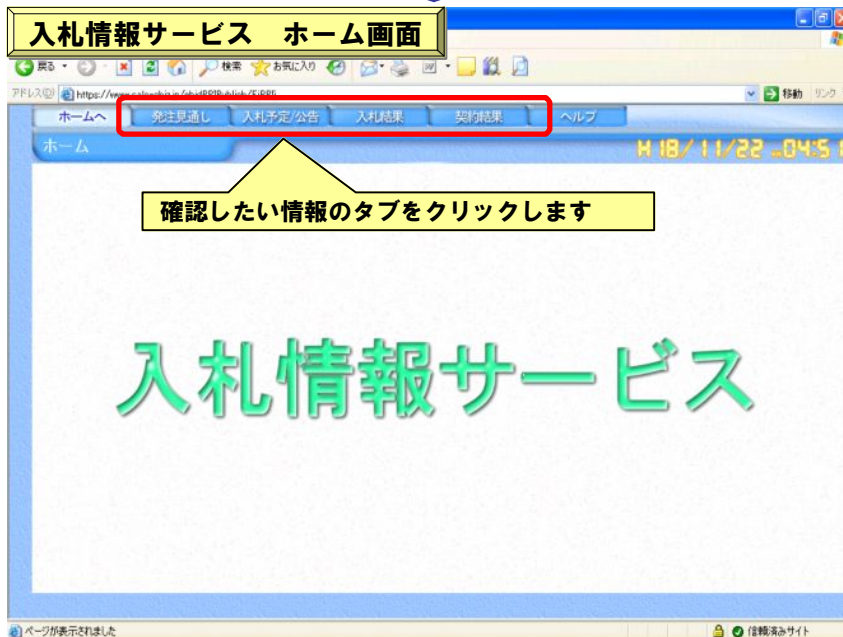 入札情報サービス ホーム画面
戻る
検索
お気に入り
アドレス(D)
移動
リンク
ホームへ
発注見通し
入札予定/公告
入札結果
契約結果
ヘルプ
ホーム
H 18/11/22
確認したい情報のタブをクリックします
入札情報サービス
ページが表示されました
信頼済みサイト